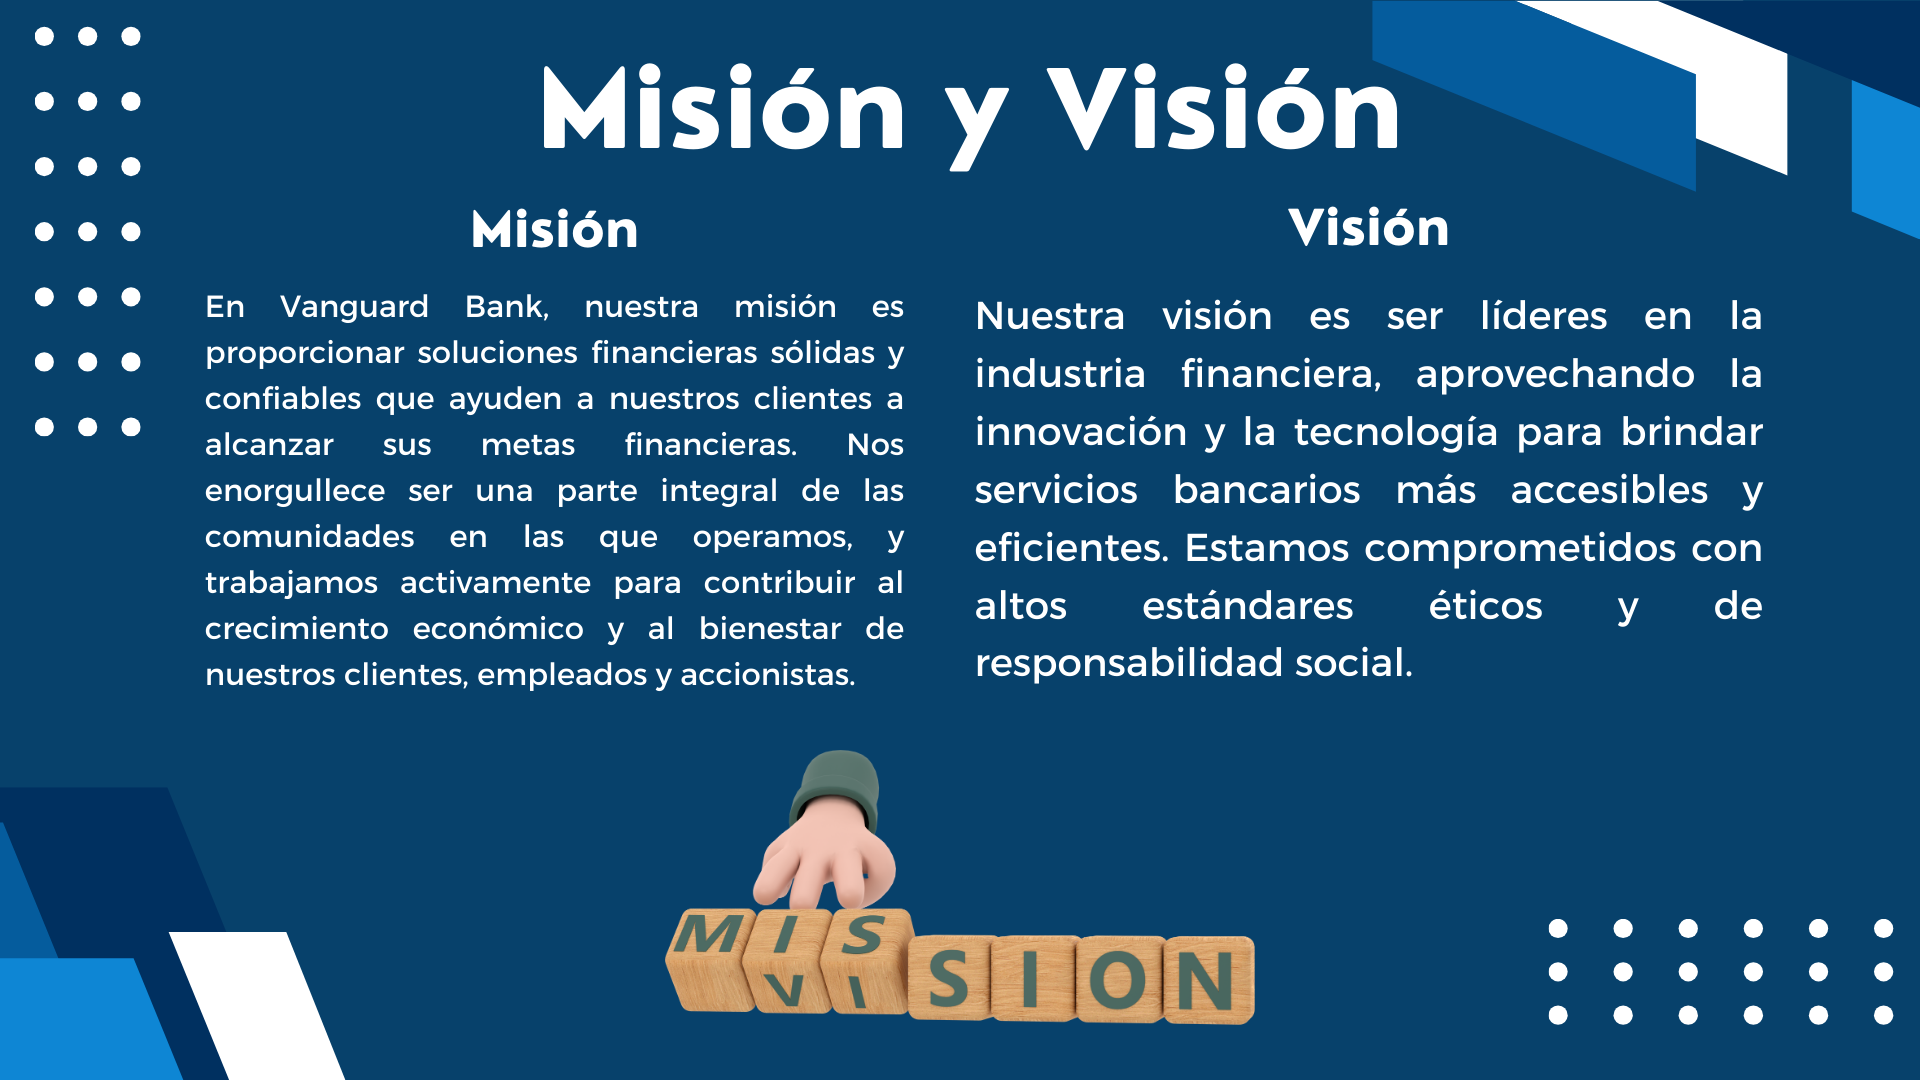 Misión y Visión
Misión
En Vanguard Bank, nuestra misión es
proporcionar soluciones financieras sólidas y
confiables que ayuden a nuestros clientes a
alcanzar sus metas financieras. Nos
enorgullece ser una parte integral de las
comunidades en las que operamos, y
trabajamos activamente para contribuir al
crecimiento económico y al bienestar de
nuestros clientes, empleados y accionistas.
Visión
Nuestra visión es ser líderes en la
industria financiera, aprovechando la
innovación y la tecnología para brindar
servicios bancarios más accesibles y
eficientes. Estamos comprometidos con
altos estándares éticos y de
responsabilidad social.
MIS
VI SION